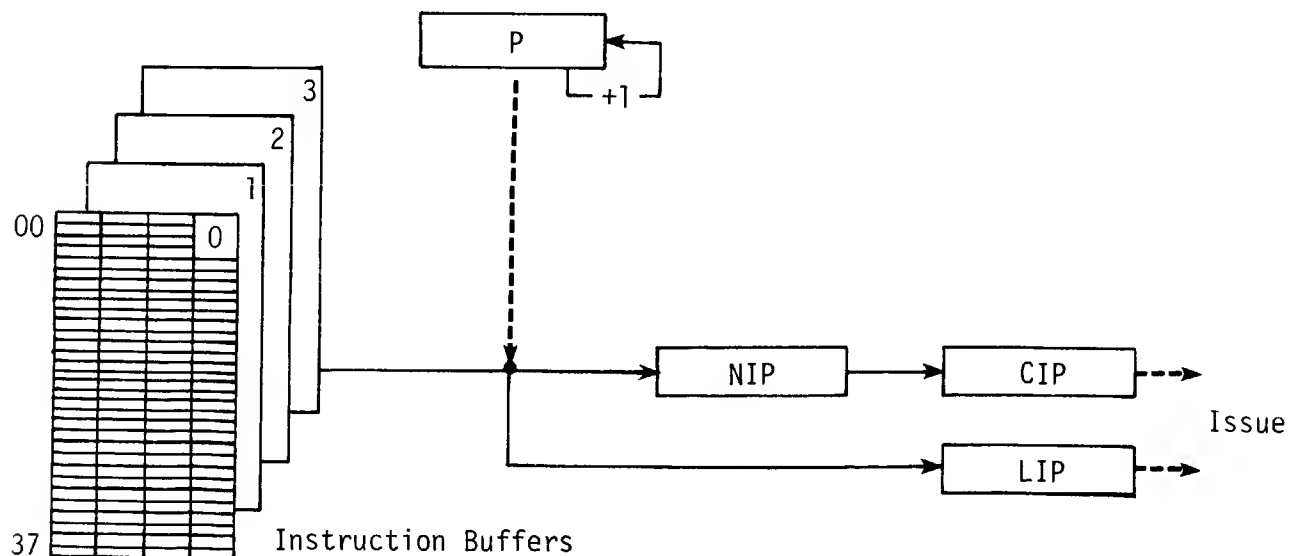 P
+1
3
2
1
0
00
NIP
CIP
Issue
LIP
37
Instruction Buffers